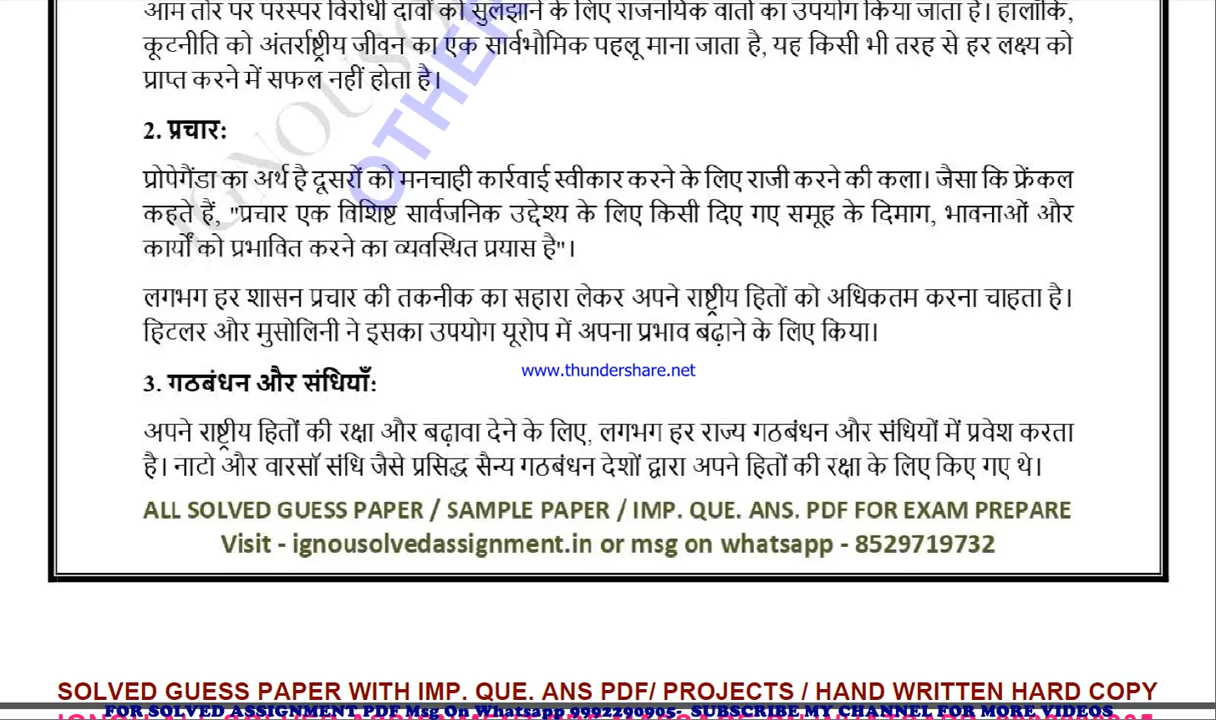 आम तौर पर परस्पर विरोधी दावों को सुलझाने के लिए राजनयिक वार्ता का उपयोग किया जाता है। हालाँकि,
कूटनीति को अंतर्राष्ट्रीय जीवन का एक सार्वभौमिक पहलू माना जाता है, यह किसी भी तरह से हर लक्ष्य को
प्राप्त करने में सफल नहीं होता है।
2. प्रचार:
प्रोपेगैंडा का अर्थ है दूसरों को मनचाही कार्रवाई स्वीकार करने के लिए राजी करने की कला। जैसा कि फ्रेंकल
कहते हैं, "प्रचार एक विशिष्ट सार्वजनिक उद्देश्य के लिए किसी दिए गए समूह के दिमाग, भावनाओं और
कार्यों को प्रभावित करने का व्यवस्थित प्रयास है"।
लगभग हर शासन प्रचार की तकनीक का सहारा लेकर अपने राष्ट्रीय हितों को अधिकतम करना चाहता है।
हिटलर और मुसोलिनी ने इसका उपयोग यूरोप में अपना प्रभाव बढ़ाने के लिए किया।
www.thundershare.net
3. गठबंधन और संधियाँ:
अपने राष्ट्रीय हितों की रक्षा और बढ़ावा देने के लिए, लगभग हर राज्य गठबंधन और संधियों में प्रवेश करता
है। नाटो और वारसॉ संधि जैसे प्रसिद्ध सैन्य गठबंधन देशों द्वारा अपने हितों की रक्षा के लिए किए गए थे।
ALL SOLVED GUESS PAPER / SAMPLE PAPER / IMP. QUE. ANS. PDF FOR EXAM PREPARE
Visit - ignousolvedassignment.in or msg on whatsapp - 8529719732
SOLVED GUESS PAPER WITH IMP. QUE. ANS PDF/ PROJECTS / HAND WRITTEN HARD COPY
FOR SOLVED ASSIGNMENT PDF Msg On Whatsapp 9992290905- SUBSCRIBE MY CHANNEL FOR MORE VIDEOS